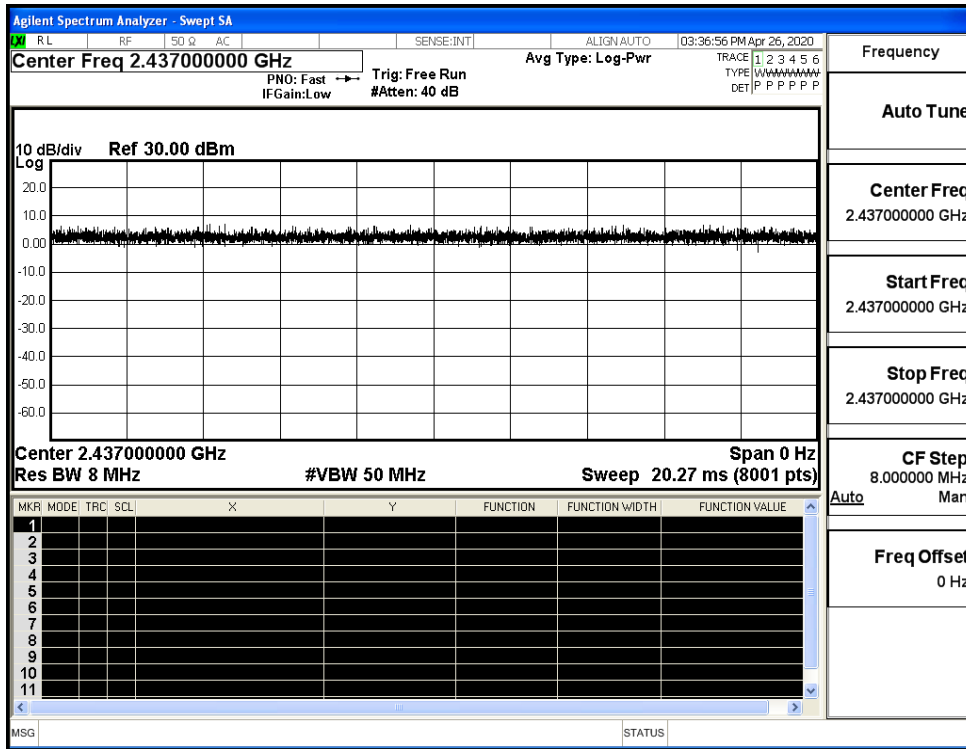 Agilent Spectrum Analyzer - Swept SA
LXI RL RF 50 Ω AC SENSE:INT ALIGN AUTO 03:36:56 PM Apr 26, 2020
Center Freq 2.437000000 GHz
Avg Type: Log-Pwr
TRACE 1 2 3 4 5 6
TYPE
DET P P P P P P
PNO: Fast
IFGain:Low
Trig: Free Run
#Atten: 40 dB
10 dB/div Ref 30.00 dBm
Log
20.0
10.0
0.00
-10.0
-20.0
-30.0
-40.0
-50.0
-60.0
Center 2.437000000 GHz Span 0 Hz
Res BW 8 MHz #VBW 50 MHz Sweep 20.27 ms (8001 pts)
MKR MODE TRC SCL X Y FUNCTION FUNCTION WIDTH FUNCTION VALUE
1
2
3
4
5
6
7
8
9
10
11
MSG STATUS
Frequency
Auto Tune
Center Freq
2.437000000 GHz
Start Freq
2.437000000 GHz
Stop Freq
2.437000000 GHz
CF Step
8.000000 MHz
Auto Man
Freq Offset
0 Hz